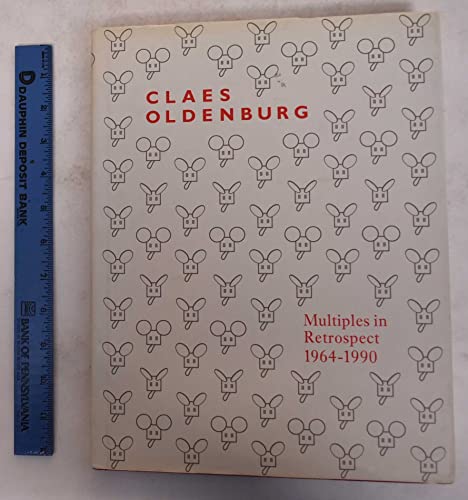 CLAES
OLDENBURG
Multiples in
Retrospect
1964-1990
DAUPHIN DEPOSIT BANK
BANK OF PENNSYLVANIA